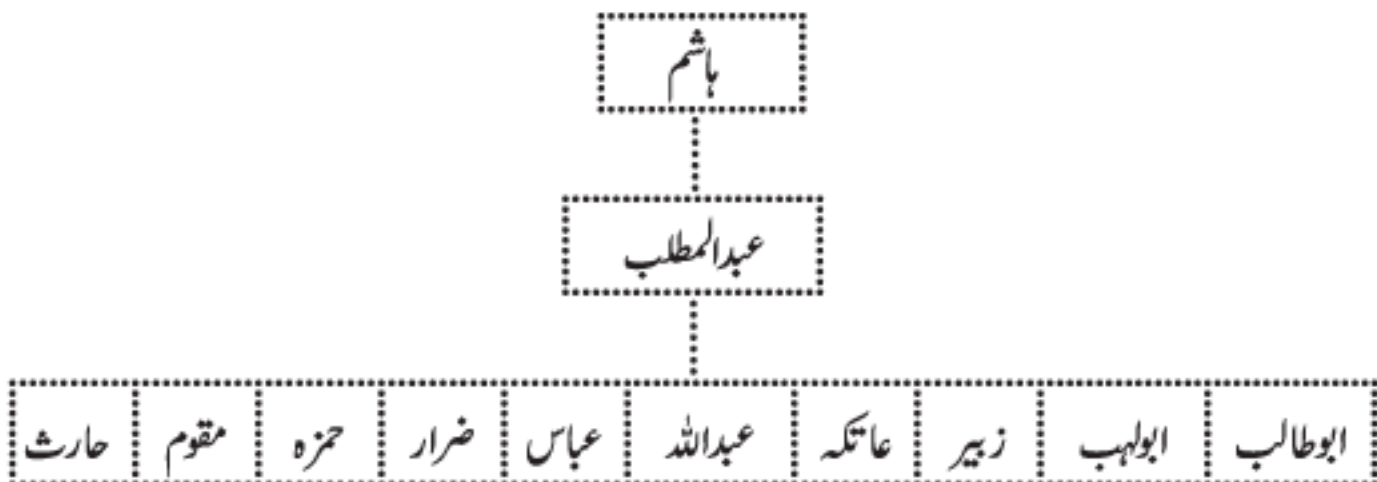 ہاشم
عبدالمطلب
ابوطالب ابولہب زبیر عاتکہ عبداللہ عباس ضرار حمزہ مقوم حارث